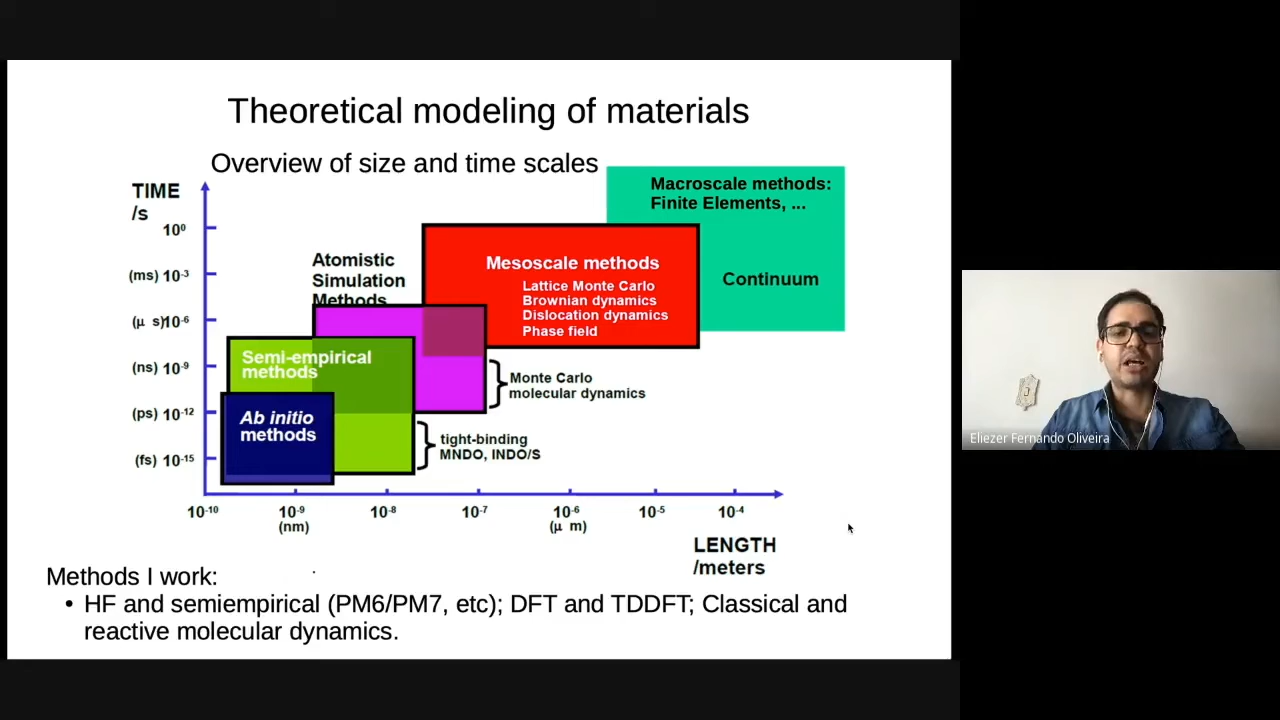 Theoretical modeling of materials
Overview of size and time scales
TIME
/s
10⁰
(ms) 10⁻³
(μ s)10⁻⁶
(ns) 10⁻⁹
(ps) 10⁻¹²
(fs) 10⁻¹⁵
Macroscale methods:
Finite Elements, ...
Continuum
Mesoscale methods
Lattice Monte Carlo
Brownian dynamics
Dislocation dynamics
Phase field
Atomistic
Simulation
Methods
Semi-empirical
methods
Monte Carlo
molecular dynamics
Ab initio
methods
tight-binding
MNDO, INDO/S
10⁻¹⁰ 10⁻⁹ 10⁻⁸ 10⁻⁷ 10⁻⁶ 10⁻⁵ 10⁻⁴
(nm) (μ m)
LENGTH
/meters
Methods I work:
• HF and semiempirical (PM6/PM7, etc); DFT and TDDFT; Classical and
reactive molecular dynamics.
Eliezer Fernando Oliveira